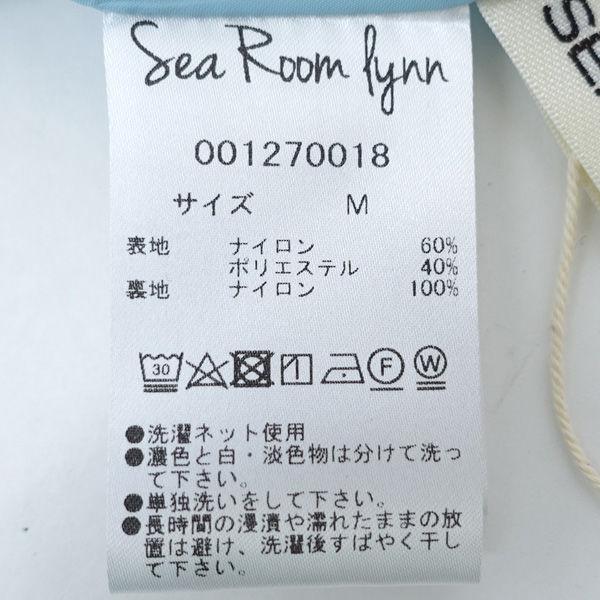 Sea Room lynn
001270018
サイズ M
表地 ナイロン 60%
ポリエステル 40%
裏地 ナイロン 100%
30 F W
●洗濯ネット使用
●濃色と白・淡色物は分けて洗っ
て下さい。
●単独洗いをして下さい。
●長時間の浸漬や濡れたままの放
置は避け、洗濯後すばやく干し
て下さい。